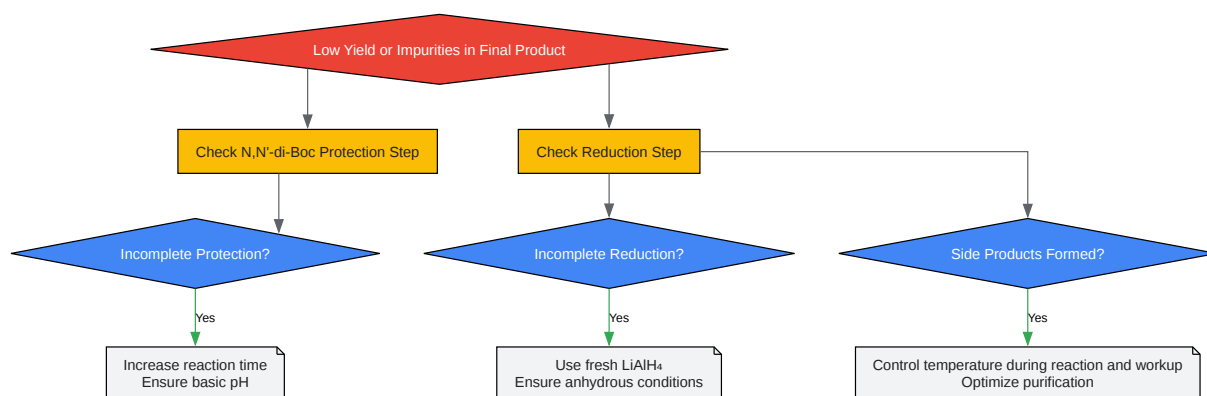 Low Yield or Impurities in Final Product
Check N,N'-di-Boc Protection Step
Check Reduction Step
Incomplete Protection?
Incomplete Reduction?
Side Products Formed?
Yes
Yes
Yes
Increase reaction time
Ensure basic pH
Use fresh LiAlH₄
Ensure anhydrous conditions
Control temperature during reaction and workup
Optimize purification